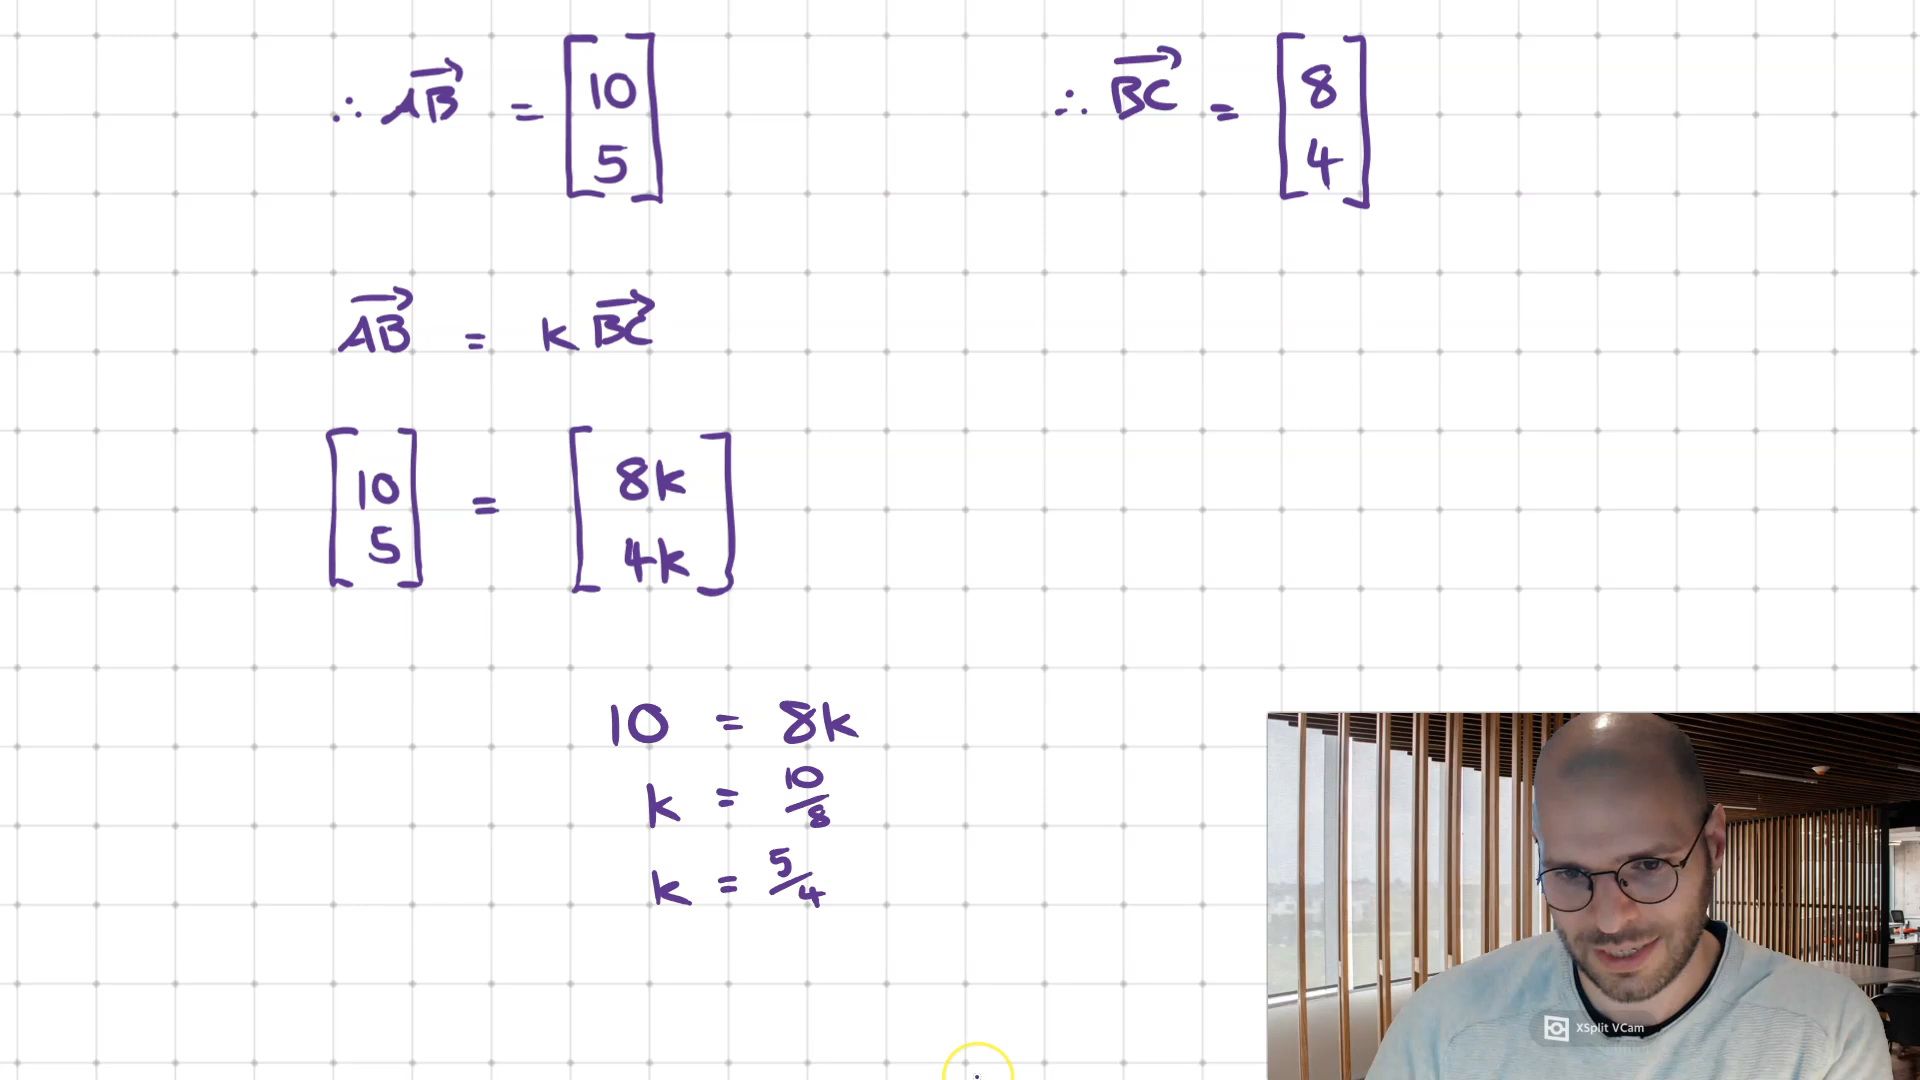 ∴ AB→ = [10 5]
∴ BC→ = [8 4]
AB→ = k BC→
[10 5] = [8k 4k]
10 = 8k
k = 10/8
k = 5/4
XSplit VCam